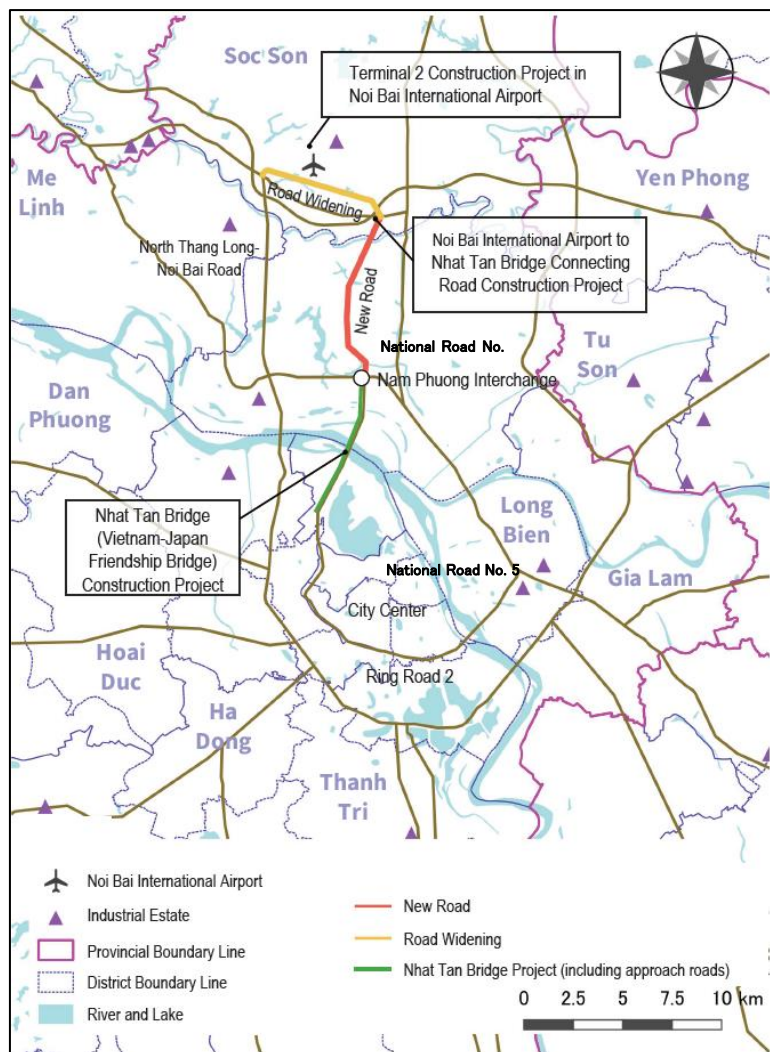 Soc Son
Terminal 2 Construction Project in
Noi Bai International Airport
Me
Linh
Road Widening
Yen Phong
North Thang Long-
Noi Bai Road
Noi Bai International Airport to
Nhat Tan Bridge Connecting
Road Construction Project
New Road
National Road No.
Tu
Son
Nam Phuong Interchange
Dan
Phuong
Nhat Tan Bridge
(Vietnam-Japan
Friendship Bridge)
Construction Project
Long
Bien
National Road No. 5
Gia Lam
City Center
Hoai
Duc
Ring Road 2
Ha
Dong
Thanh
Tri
Noi Bai International Airport
Industrial Estate
Provincial Boundary Line
District Boundary Line
River and Lake
New Road
Road Widening
Nhat Tan Bridge Project (including approach roads)
0 2.5 5 7.5 10 km